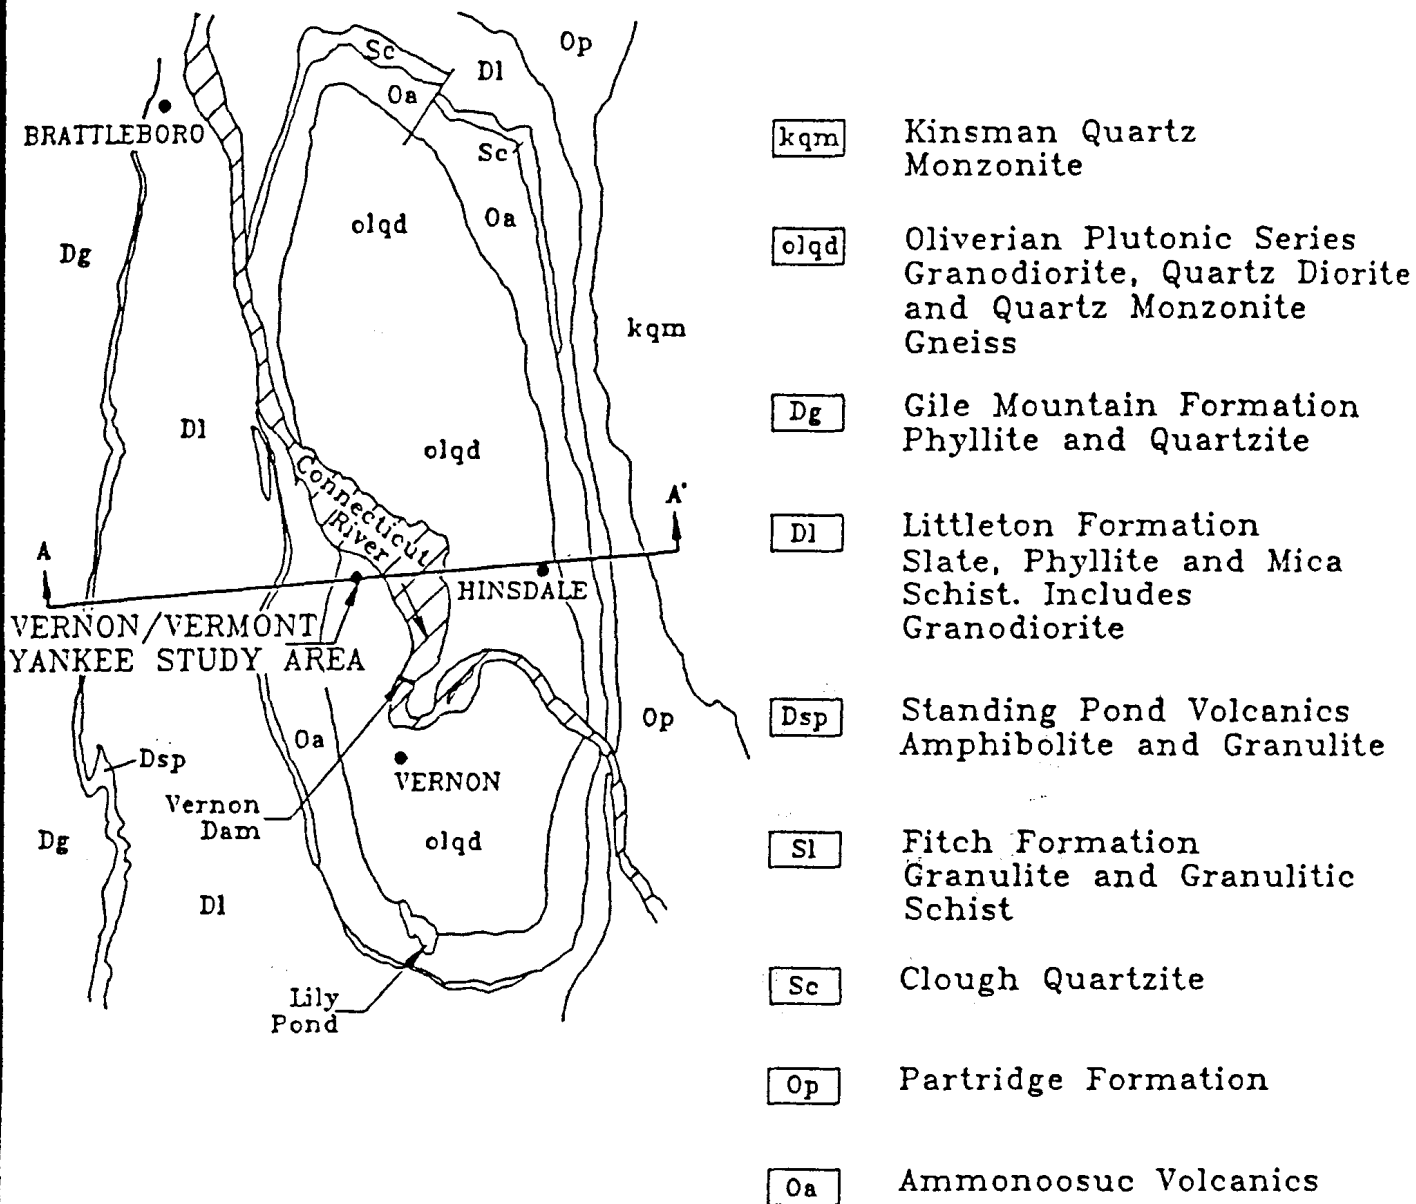 Sc
Oa
Dl
Op
BRATTLEBORO
Sc
Oa
olqd
Dg
kqm
Dl
olqd
Connecticut
River
A
A'
HINSDALE
VERNON/VERMONT
YANKEE STUDY AREA
Op
Oa
Dsp
VERNON
Vernon
Dam
olqd
Dg
Dl
Lily
Pond
kqm
Kinsman Quartz
Monzonite
olqd
Oliverian Plutonic Series
Granodiorite, Quartz Diorite
and Quartz Monzonite
Gneiss
Dg
Gile Mountain Formation
Phyllite and Quartzite
Dl
Littleton Formation
Slate, Phyllite and Mica
Schist. Includes
Granodiorite
Dsp
Standing Pond Volcanics
Amphibolite and Granulite
Sl
Fitch Formation
Granulite and Granulitic
Schist
Sc
Clough Quartzite
Op
Partridge Formation
Oa
Ammonoosuc Volcanics